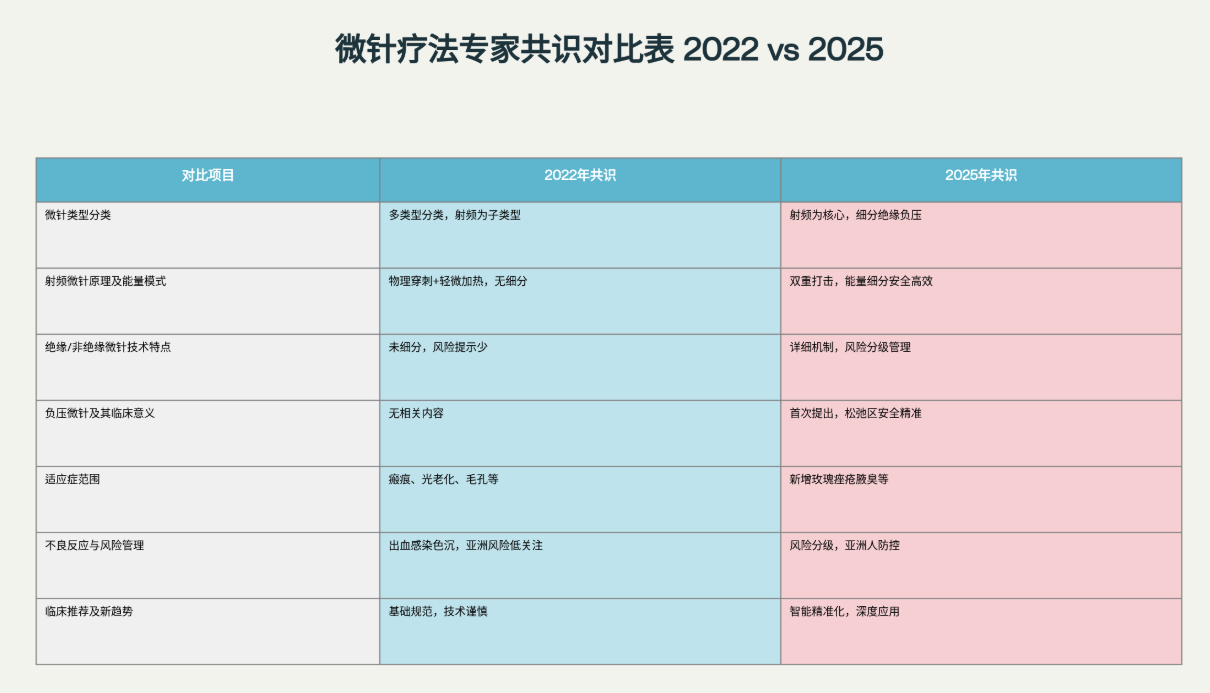 微针疗法专家共识对比表 2022 vs 2025
对比项目 2022年共识 2025年共识
微针类型分类 多类型分类，射频为子类型 射频为核心，细分绝缘负压
射频微针原理及能量模式 物理穿刺+轻微加热，无细分 双重打击，能量细分安全高效
绝缘/非绝缘微针技术特点 未细分，风险提示少 详细机制，风险分级管理
负压微针及其临床意义 无相关内容 首次提出，松弛区安全精准
适应症范围 瘢痕、光老化、毛孔等 新增玫瑰痤疮腋臭等
不良反应与风险管理 出血感染色沉，亚洲风险低关注 风险分级，亚洲人防控
临床推荐及新趋势 基础规范，技术谨慎 智能精准化，深度应用